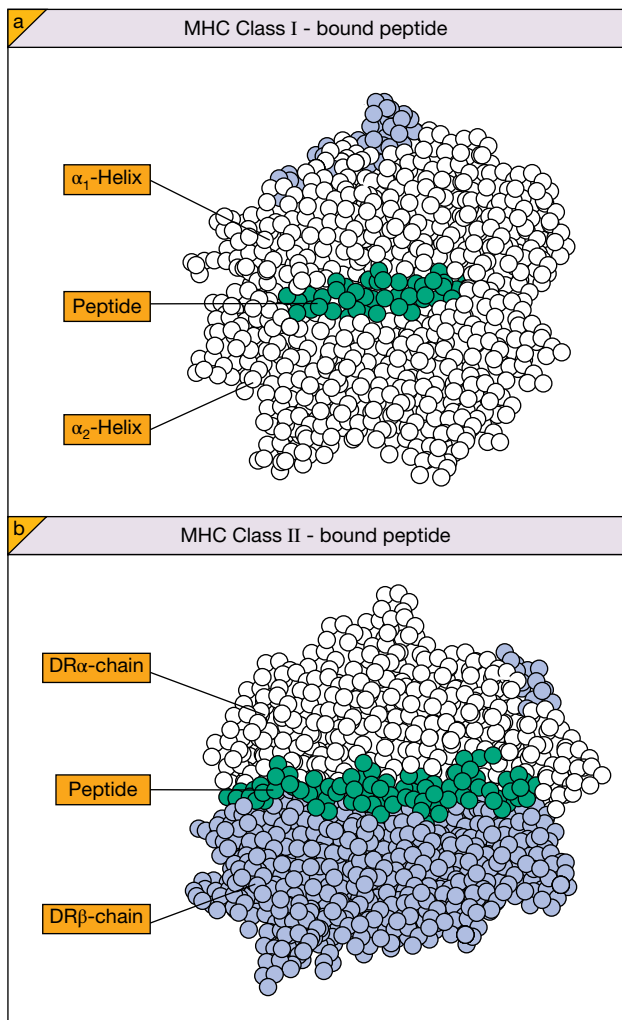 a
MHC Class I - bound peptide
α₁-Helix
Peptide
α₂-Helix
b
MHC Class II - bound peptide
DRα-chain
Peptide
DRβ-chain